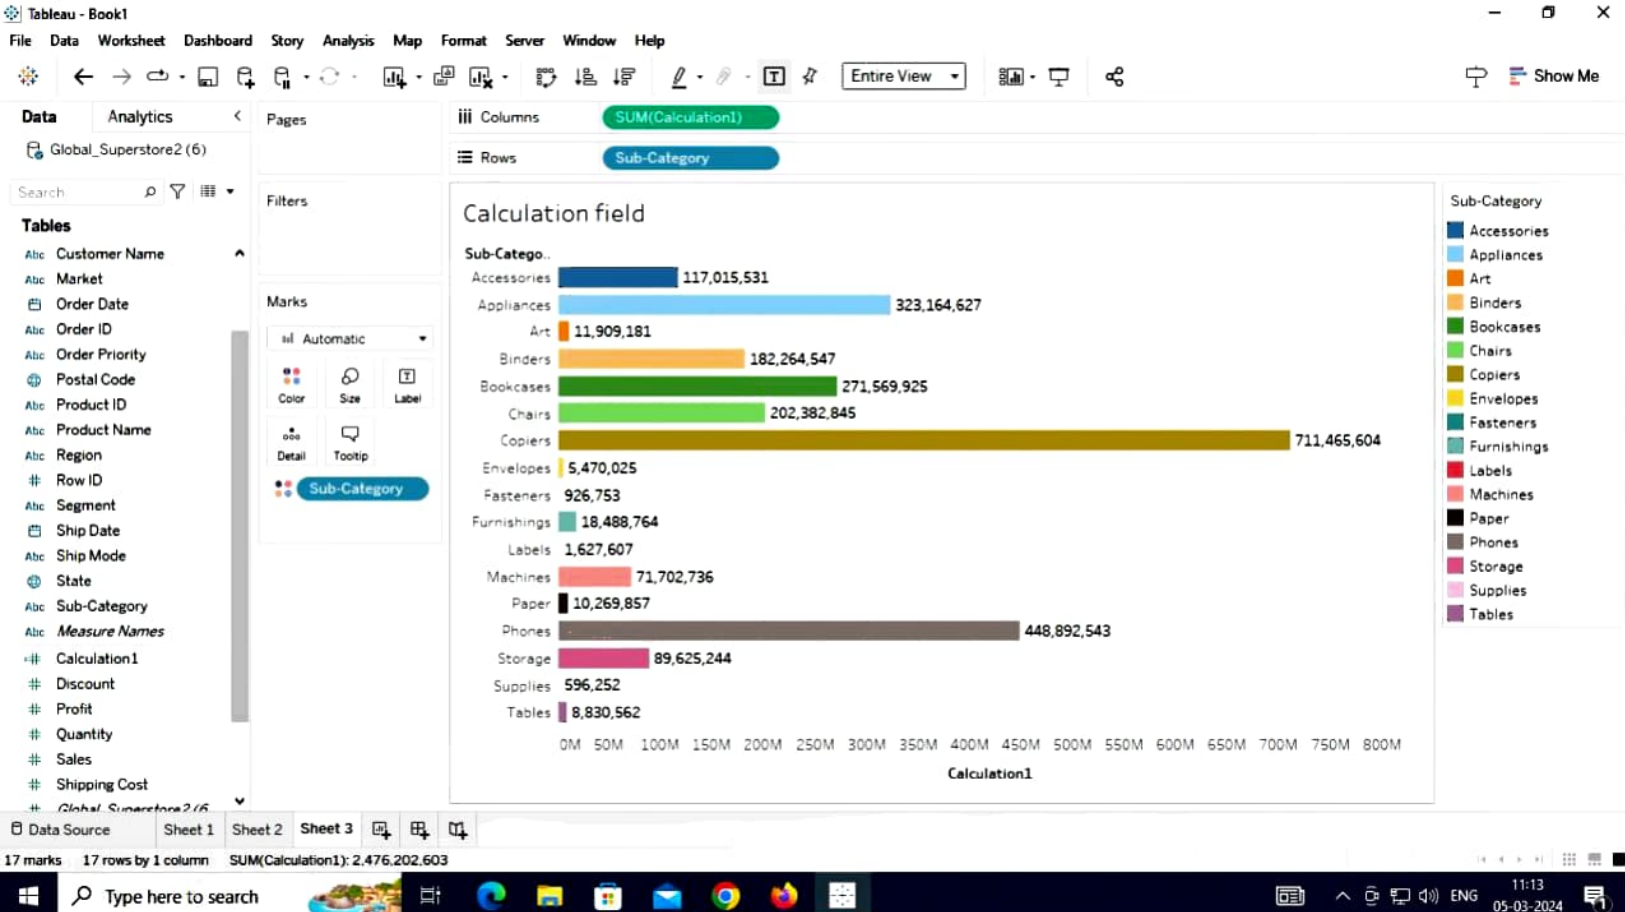 Tableau - Book1
File Data Worksheet Dashboard Story Analysis Map Format Server Window Help
Entire View
Show Me
Data Analytics
Global_Superstore2 (6)
Search
Tables
Customer Name
Market
Order Date
Order ID
Order Priority
Postal Code
Product ID
Product Name
Region
Row ID
Segment
Ship Date
Ship Mode
State
Sub-Category
Measure Names
Calculation1
Discount
Profit
Quantity
Sales
Shipping Cost
Global_Superstore2 (6
Pages
Filters
Marks
Automatic
Color Size Label
Detail Tooltip
Sub-Category
Columns SUM(Calculation1)
Rows Sub-Category
Calculation field
Sub-Catego..
Accessories 117,015,531
Appliances 323,164,627
Art 11,909,181
Binders 182,264,547
Bookcases 271,569,925
Chairs 202,382,845
Copiers 711,465,604
Envelopes 5,470,025
Fasteners 926,753
Furnishings 18,488,764
Labels 1,627,607
Machines 71,702,736
Paper 10,269,857
Phones 448,892,543
Storage 89,625,244
Supplies 596,252
Tables 8,830,562
0M 50M 100M 150M 200M 250M 300M 350M 400M 450M 500M 550M 600M 650M 700M 750M 800M
Calculation1
Sub-Category
Accessories
Appliances
Art
Binders
Bookcases
Chairs
Copiers
Envelopes
Fasteners
Furnishings
Labels
Machines
Paper
Phones
Storage
Supplies
Tables
Data Source Sheet 1 Sheet 2 Sheet 3
17 marks 17 rows by 1 column SUM(Calculation1): 2,476,202,603
Type here to search
ENG
11:13
05-03-2024
1